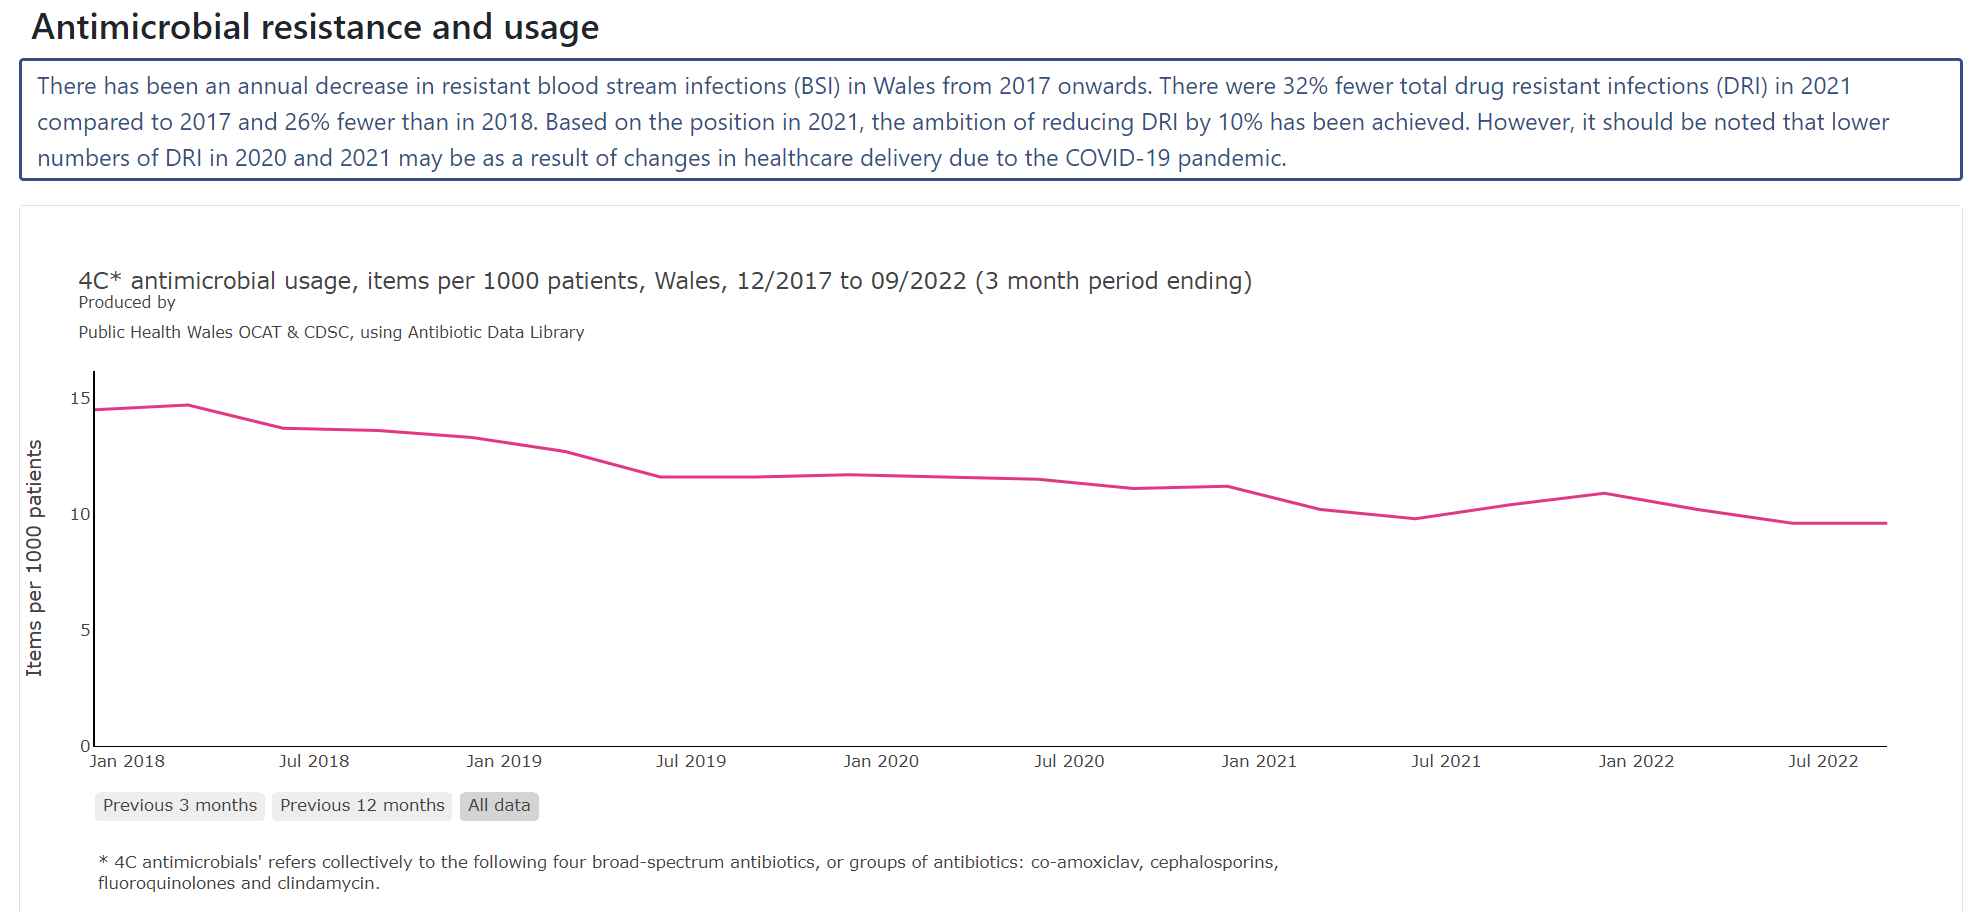 Antimicrobial resistance and usage
There has been an annual decrease in resistant blood stream infections (BSI) in Wales from 2017 onwards. There were 32% fewer total drug resistant infections (DRI) in 2021
compared to 2017 and 26% fewer than in 2018. Based on the position in 2021, the ambition of reducing DRI by 10% has been achieved. However, it should be noted that lower
numbers of DRI in 2020 and 2021 may be as a result of changes in healthcare delivery due to the COVID-19 pandemic.
4C* antimicrobial usage, items per 1000 patients, Wales, 12/2017 to 09/2022 (3 month period ending)
Produced by
Public Health Wales OCAT & CDSC, using Antibiotic Data Library
Items per 1000 patients
15
10
5
0
Jan 2018 Jul 2018 Jan 2019 Jul 2019 Jan 2020 Jul 2020 Jan 2021 Jul 2021 Jan 2022 Jul 2022
Previous 3 months Previous 12 months All data
* 4C antimicrobials' refers collectively to the following four broad-spectrum antibiotics, or groups of antibiotics: co-amoxiclav, cephalosporins,
fluoroquinolones and clindamycin.